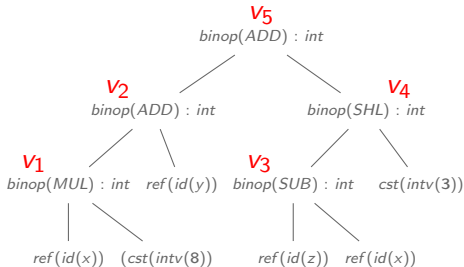 v5
binop(ADD) : int
v2 v4
binop(ADD) : int binop(SHL) : int
v1 v3
binop(MUL) : int ref(id(y)) binop(SUB) : int cst(intv(3))
ref(id(x)) (cst(intv(8)) ref(id(z)) ref(id(x))